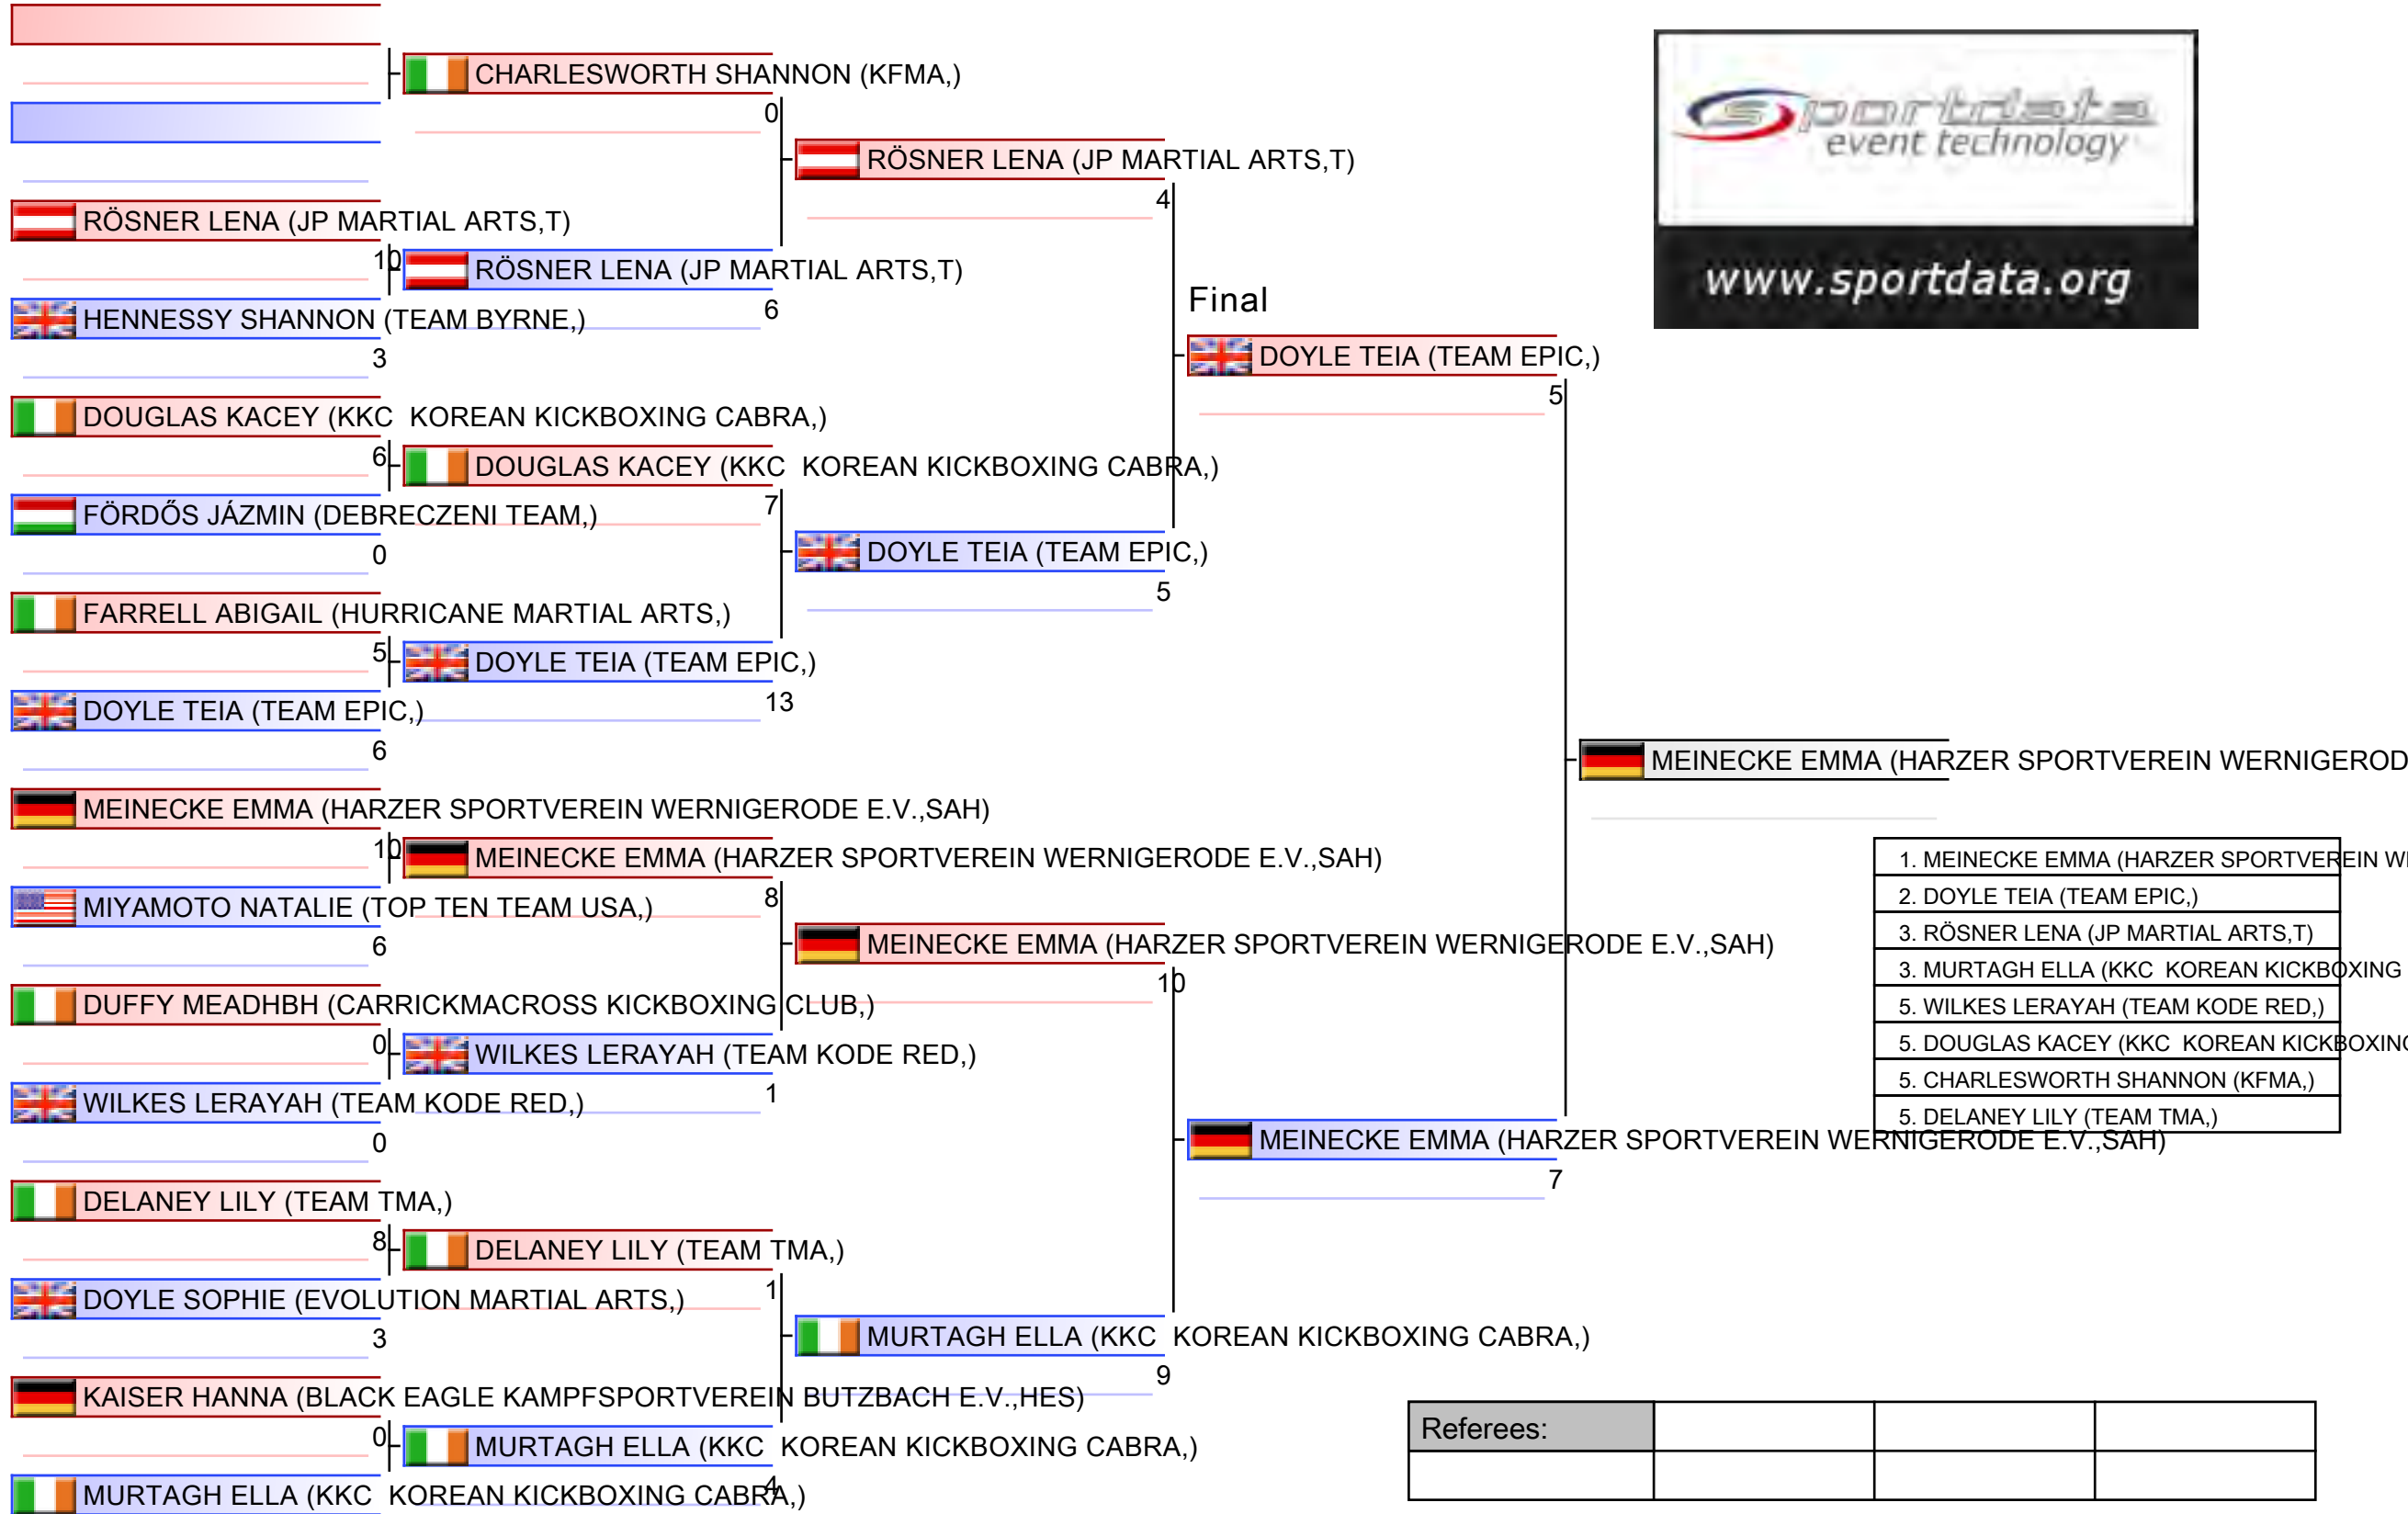 CHARLESWORTH SHANNON (KFMA,)
0
RÖSNER LENA (JP MARTIAL ARTS,T)
4
RÖSNER LENA (JP MARTIAL ARTS,T)
10
RÖSNER LENA (JP MARTIAL ARTS,T)
6
HENNESSY SHANNON (TEAM BYRNE,)
3
Final
DOYLE TEIA (TEAM EPIC,)
5
DOUGLAS KACEY (KKC  KOREAN KICKBOXING CABRA,)
6
DOUGLAS KACEY (KKC  KOREAN KICKBOXING CABRA,)
7
FÖRDŐS JÁZMIN (DEBRECZENI TEAM,)
0
DOYLE TEIA (TEAM EPIC,)
5
FARRELL ABIGAIL (HURRICANE MARTIAL ARTS,)
5
DOYLE TEIA (TEAM EPIC,)
13
DOYLE TEIA (TEAM EPIC,)
6
MEINECKE EMMA (HARZER SPORTVEREIN WERNIGEROD
MEINECKE EMMA (HARZER SPORTVEREIN WERNIGERODE E.V.,SAH)
10
MEINECKE EMMA (HARZER SPORTVEREIN WERNIGERODE E.V.,SAH)
8
MIYAMOTO NATALIE (TOP TEN TEAM USA,)
6
MEINECKE EMMA (HARZER SPORTVEREIN WERNIGERODE E.V.,SAH)
10
DUFFY MEADHBH (CARRICKMACROSS KICKBOXING CLUB,)
0
WILKES LERAYAH (TEAM KODE RED,)
1
WILKES LERAYAH (TEAM KODE RED,)
0
MEINECKE EMMA (HARZER SPORTVEREIN WERNIGERODE E.V.,SAH)
7
DELANEY LILY (TEAM TMA,)
8
DELANEY LILY (TEAM TMA,)
1
DOYLE SOPHIE (EVOLUTION MARTIAL ARTS,)
3
MURTAGH ELLA (KKC  KOREAN KICKBOXING CABRA,)
9
KAISER HANNA (BLACK EAGLE KAMPFSPORTVEREIN BUTZBACH E.V.,HES)
0
MURTAGH ELLA (KKC  KOREAN KICKBOXING CABRA,)
4
MURTAGH ELLA (KKC  KOREAN KICKBOXING CABRA,)
sportdata
event technology
www.sportdata.org
1. MEINECKE EMMA (HARZER SPORTVEREIN W
2. DOYLE TEIA (TEAM EPIC,)
3. RÖSNER LENA (JP MARTIAL ARTS,T)
3. MURTAGH ELLA (KKC  KOREAN KICKBOXING
5. WILKES LERAYAH (TEAM KODE RED,)
5. DOUGLAS KACEY (KKC  KOREAN KICKBOXING
5. CHARLESWORTH SHANNON (KFMA,)
5. DELANEY LILY (TEAM TMA,)
Referees: